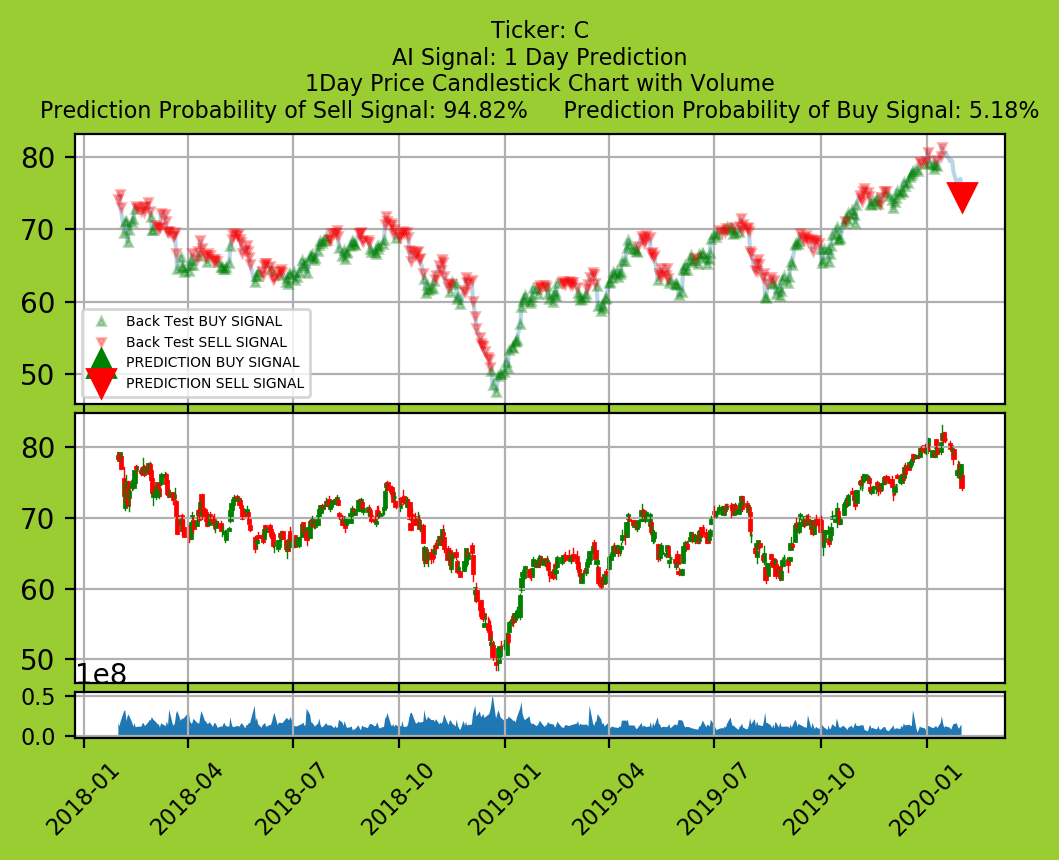 Ticker: C
AI Signal: 1 Day Prediction
1Day Price Candlestick Chart with Volume
Prediction Probability of Sell Signal: 94.82% Prediction Probability of Buy Signal: 5.18%
80
70
60
50
Back Test BUY SIGNAL
Back Test SELL SIGNAL
PREDICTION BUY SIGNAL
PREDICTION SELL SIGNAL
80
70
60
50
1e8
0.5
0.0
2018-01 2018-04 2018-07 2018-10 2019-01 2019-04 2019-07 2019-10 2020-01